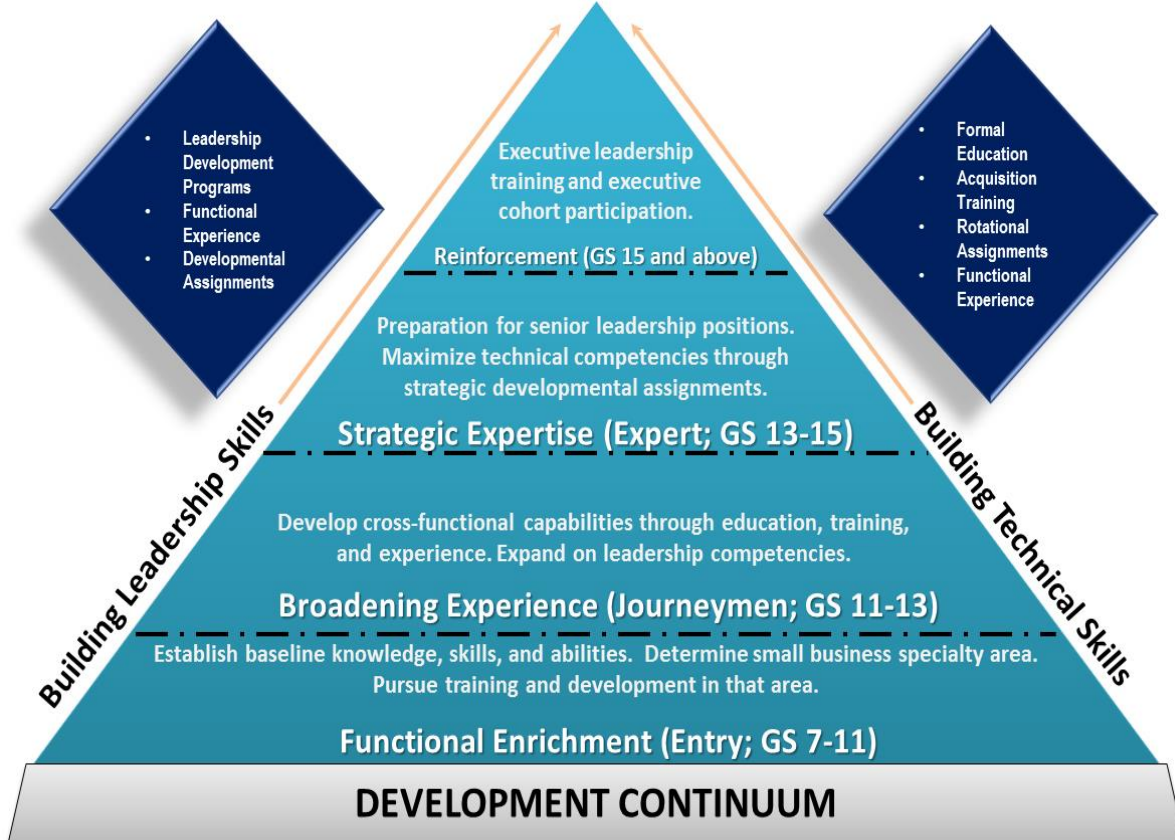 • Leadership
Development
Programs
• Functional
Experience
• Developmental
Assignments
• Formal
Education
• Acquisition
Training
• Rotational
Assignments
• Functional
Experience
Executive leadership
training and executive
cohort participation.
Reinforcement (GS 15 and above)
Preparation for senior leadership positions.
Maximize technical competencies through
strategic developmental assignments.
Strategic Expertise (Expert; GS 13-15)
Develop cross-functional capabilities through education, training,
and experience. Expand on leadership competencies.
Broadening Experience (Journeymen; GS 11-13)
Establish baseline knowledge, skills, and abilities. Determine small business specialty area.
Pursue training and development in that area.
Functional Enrichment (Entry; GS 7-11)
Building Leadership Skills
Building Technical Skills
DEVELOPMENT CONTINUUM